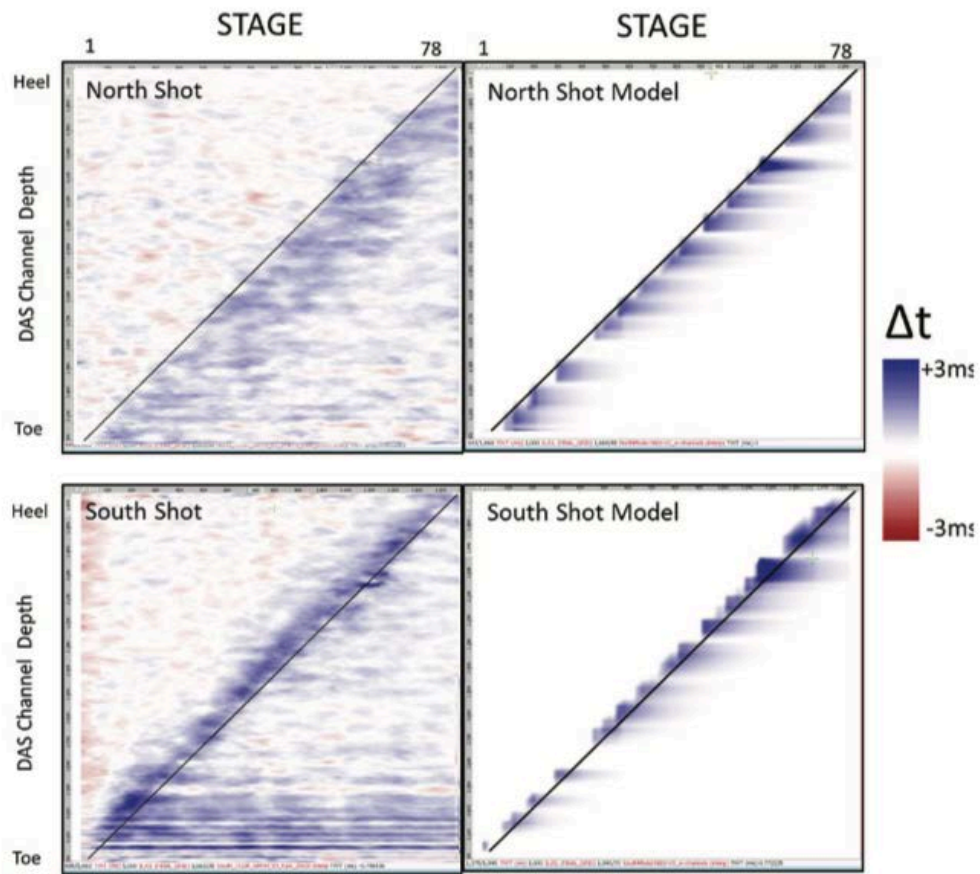 STAGE
1
78
STAGE
1
78
Heel
DAS Channel Depth
Toe
North Shot
North Shot Model
Δt
+3ms
-3ms
Heel
DAS Channel Depth
Toe
South Shot
South Shot Model